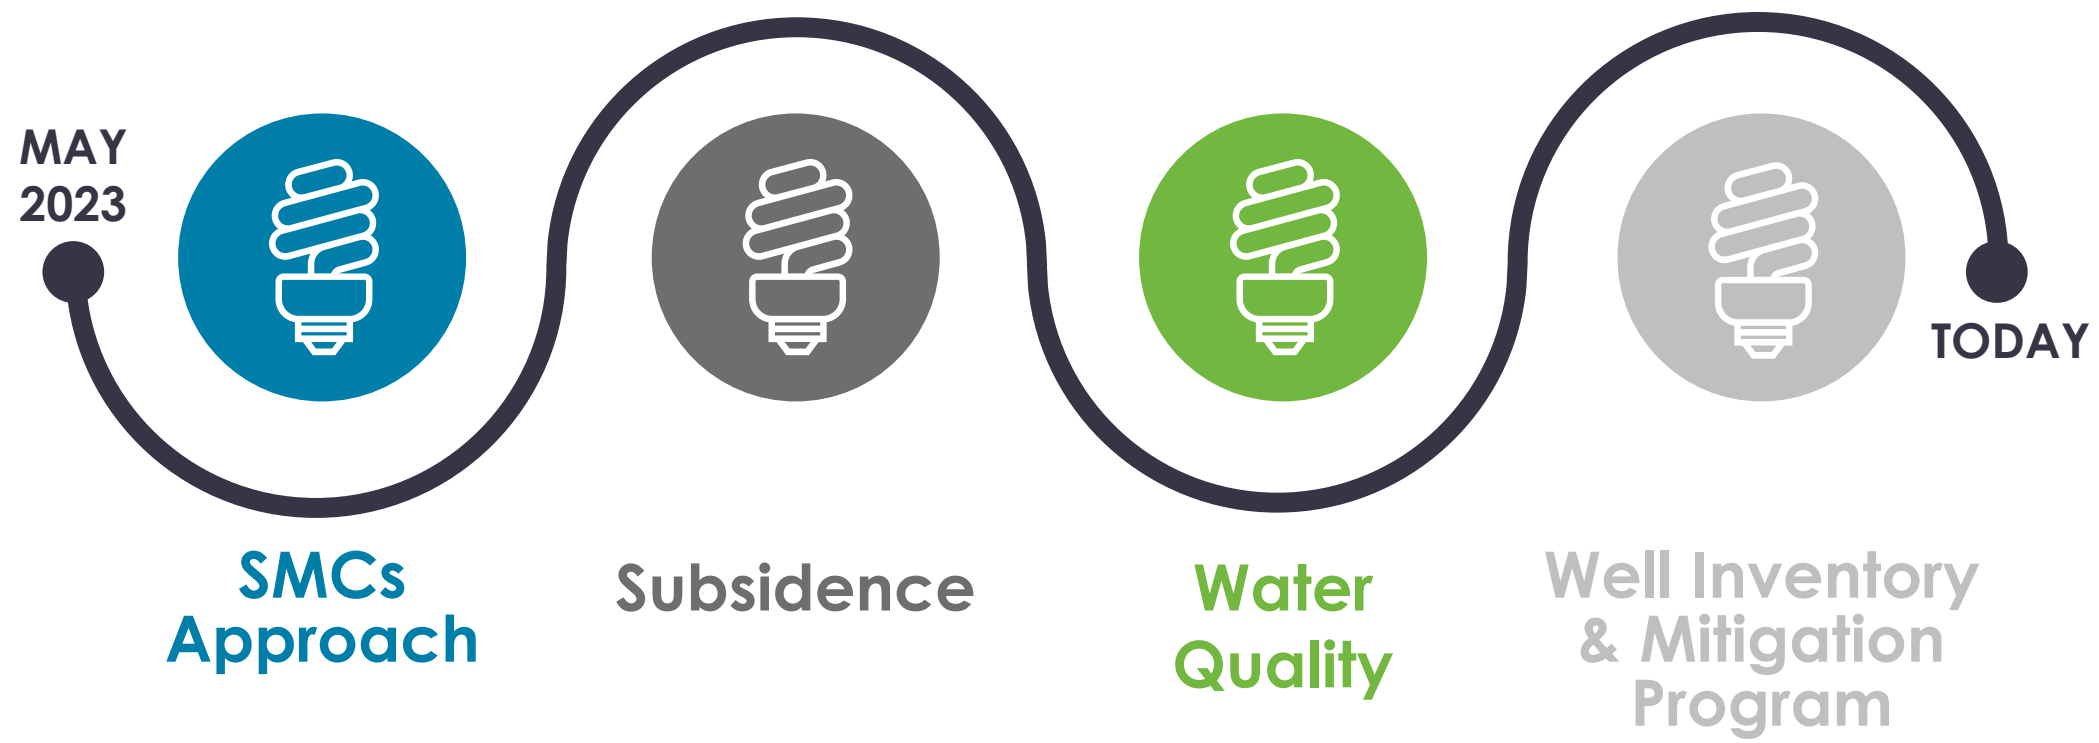 MAY
2023
TODAY
SMCs
Approach
Subsidence
Water
Quality
Well Inventory
& Mitigation
Program